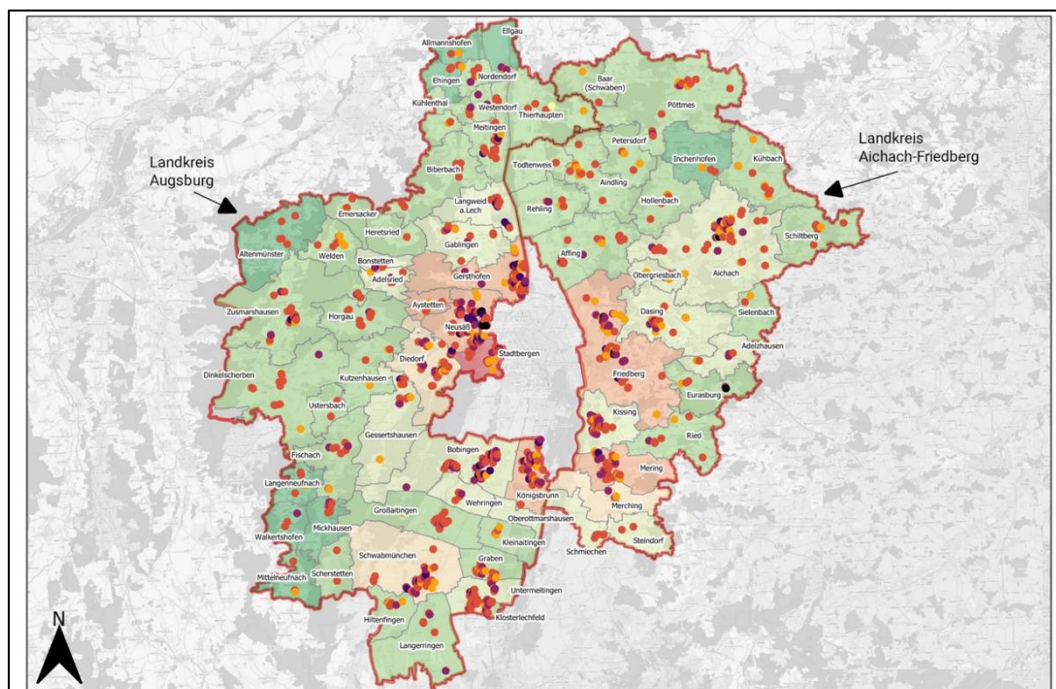 Ellgau
Allmannshofen
Ehingen
Nordendorf
Baar
(Schwaben)
Pöttmes
Kühlenthal
Westendorf
Thierhaupten
Meitingen
Petersdorf
Landkreis
Augsburg
Landkreis
Aichach-Friedberg
Biberbach
Todtenweis
Aindling
Inchenhofen
Kühbach
Langweid
a.Lech
Rehling
Hollenbach
Emersacker
Heretsried
Schiltberg
Altenmünster
Welden
Gablingen
Affing
Bonstetten
Adelsried
Gersthofen
Obergriesbach
Aichach
Zusmarshausen
Horgau
Aystetten
Neusäß
Dasing
Sielenbach
Diedorf
Stadtbergen
Adelzhausen
Dinkelscherben
Kutzenhausen
Friedberg
Eurasburg
Ustersbach
Kissing
Gessertshausen
Ried
Fischach
Bobingen
Mering
Langenneufnach
Wehringen
Königsbrunn
Merching
Walkertshofen
Mickhausen
Großaitingen
Oberottmarshausen
Kleinaitingen
Schmiechen
Steindorf
Schwabmünchen
Graben
Mittelneufnach
Scherstetten
Untermeitingen
Hiltenfingen
Klosterlechfeld
Langerringen
N